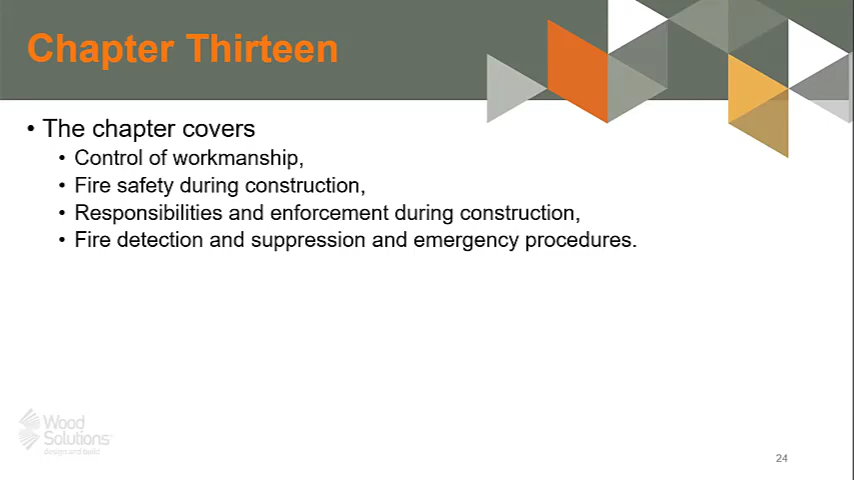 Chapter Thirteen
• The chapter covers
• Control of workmanship,
• Fire safety during construction,
• Responsibilities and enforcement during construction,
• Fire detection and suppression and emergency procedures.
Wood
Solutions™
design and build
24